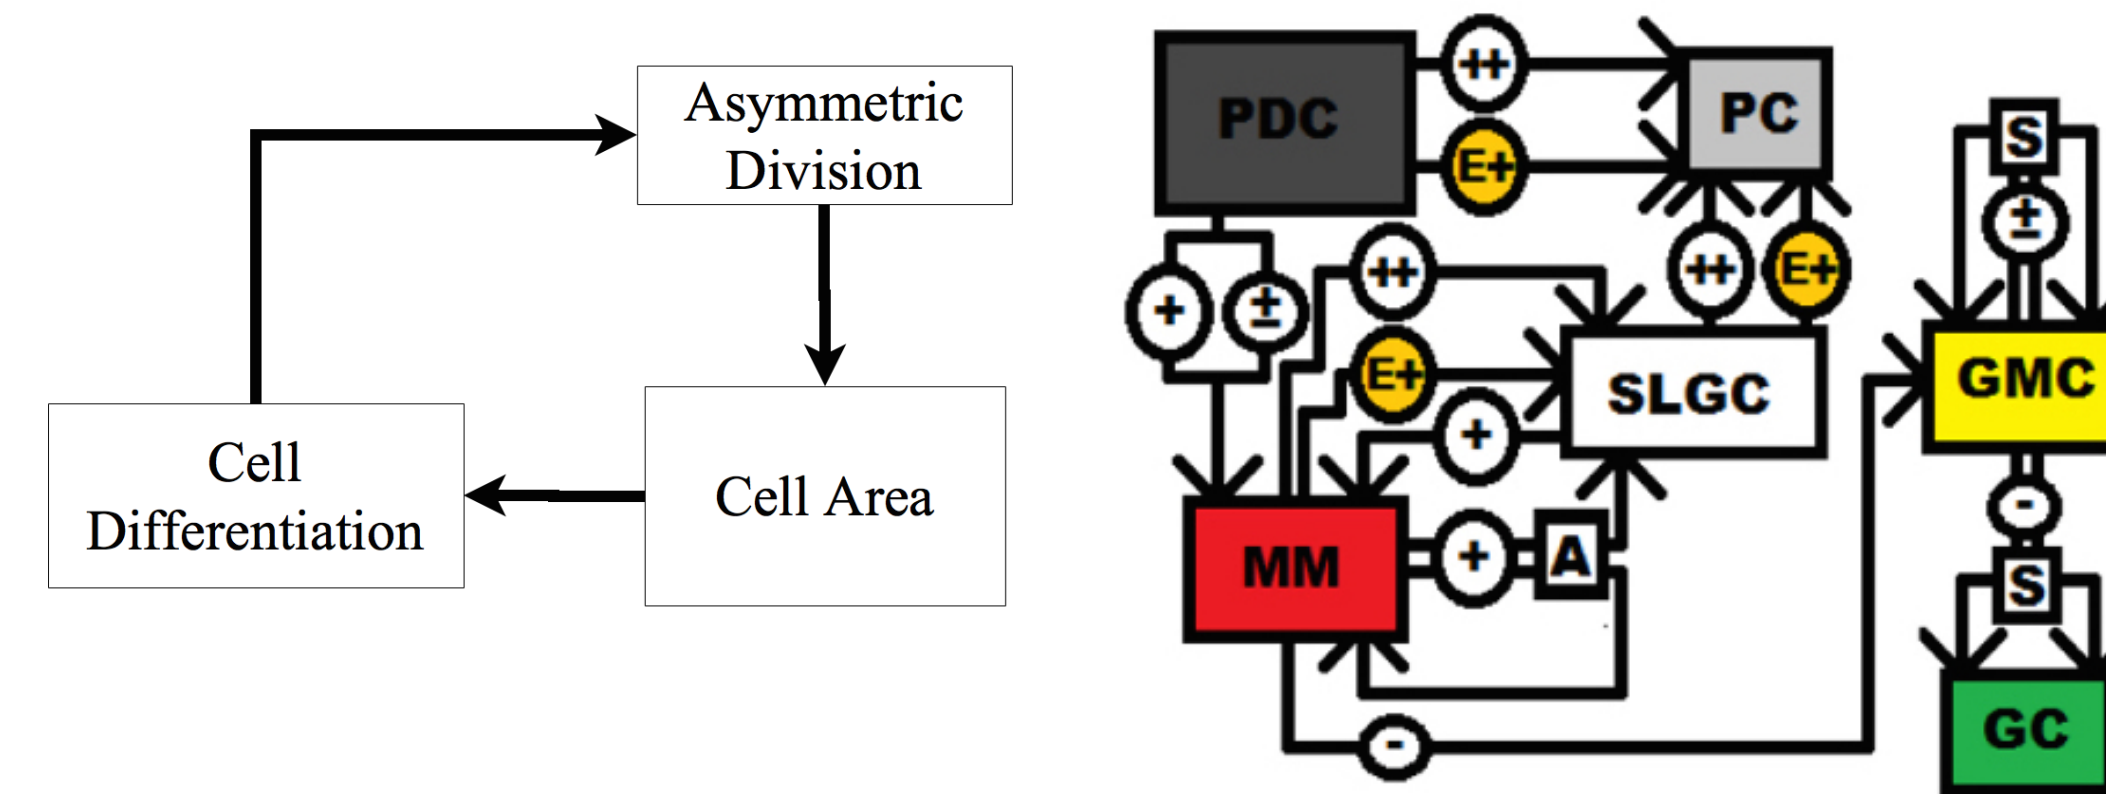 Asymmetric
Division
Cell
Differentiation
Cell Area
PDC
++
E+
PC
S
±
+
±
++
++
E+
E+
SLGC
GMC
+
MM
+
A
-
S
-
GC